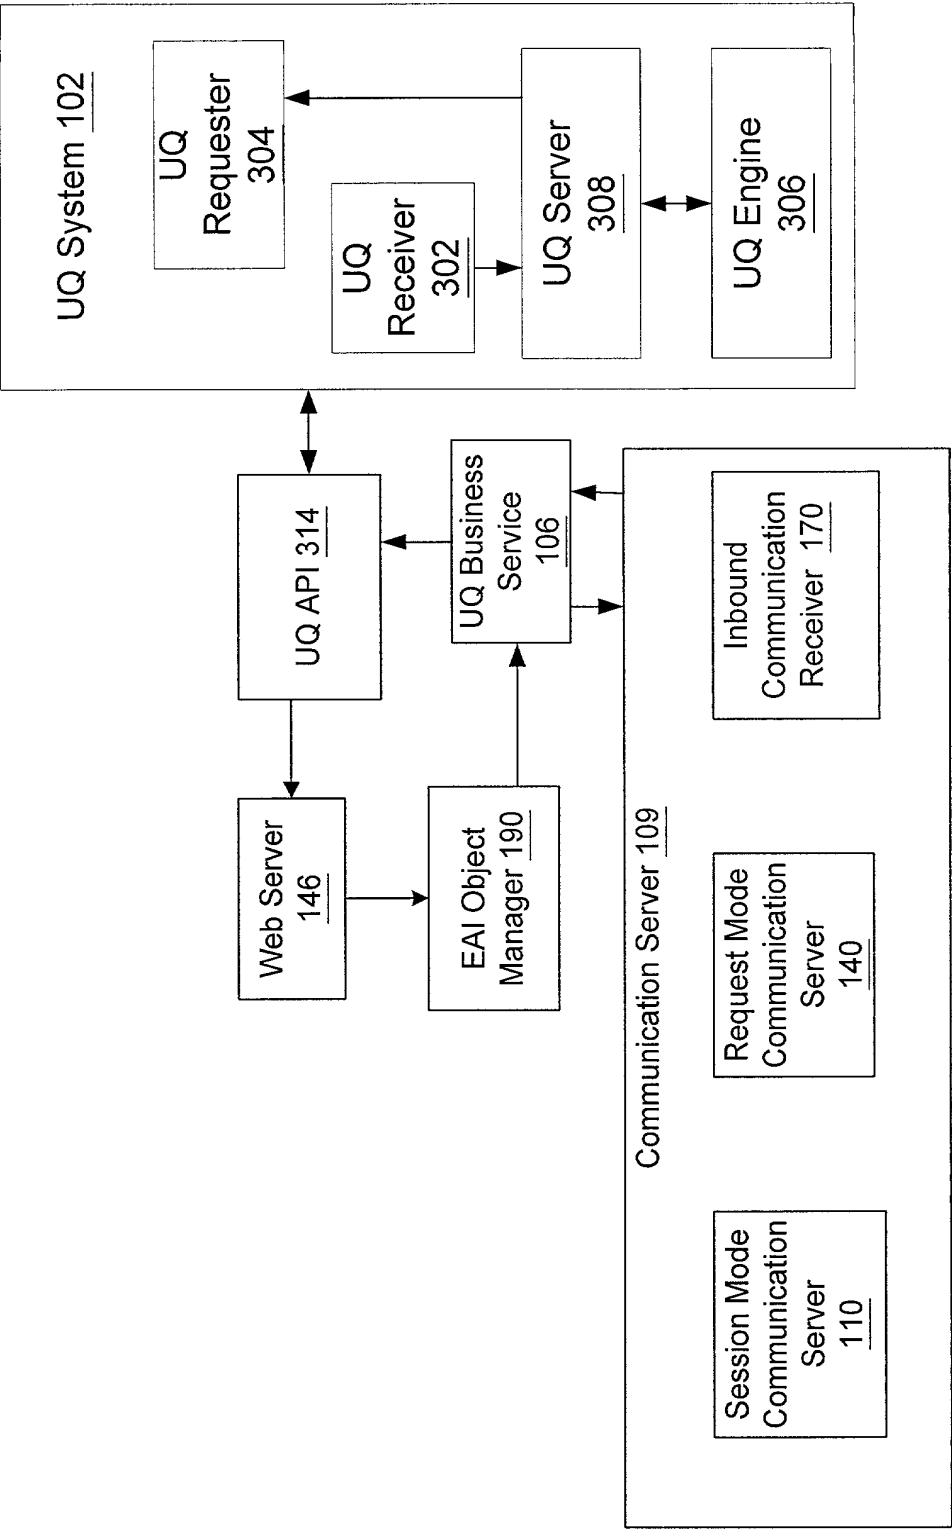 Communication Server 109
Session Mode
Communication
Server
110
Request Mode
Communication
Server
140
Inbound
Communication
Receiver 170
Web Server
146
EAI Object
Manager 190
UQ API 314
UQ Business
Service
106
UQ System 102
UQ
Requester
304
UQ
Receiver
302
UQ Server
308
UQ Engine
306